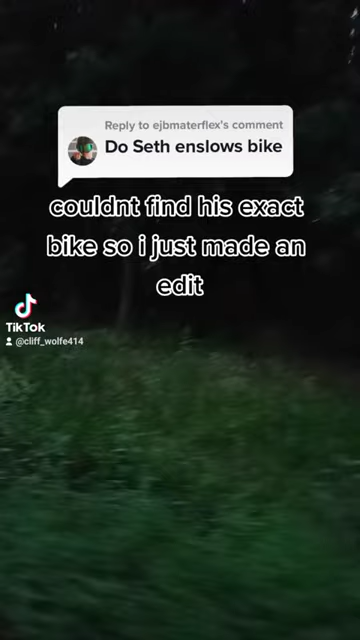 Reply to ejbmaterflex's comment
Do Seth enslows bike
couldnt find his exact
bike so i just made an
edit
TikTok
@cliff_wolfe414